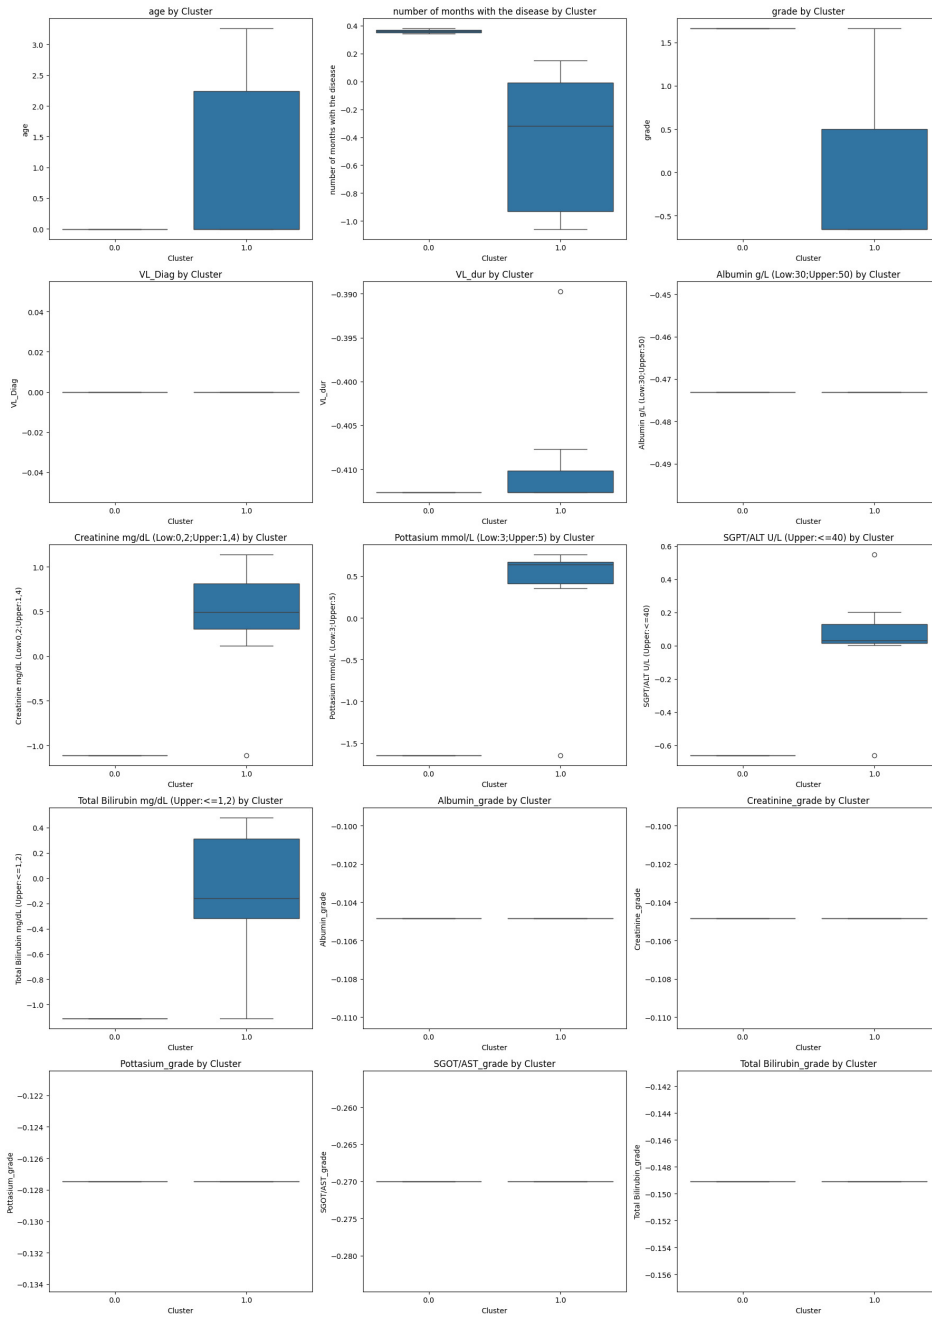 age by Cluster
number of months with the disease by Cluster
grade by Cluster
age
3.0
2.5
2.0
1.5
1.0
0.5
0.0
0.0
1.0
Cluster
number of months with the disease
0.4
0.2
0.0
−0.2
−0.4
−0.6
−0.8
−1.0
0.0
1.0
Cluster
grade
1.5
1.0
0.5
0.0
−0.5
0.0
1.0
Cluster
VL_Diag by Cluster
VL_dur by Cluster
Albumin g/L (Low:30;Upper:50) by Cluster
VL_Diag
0.04
0.02
0.00
−0.02
−0.04
0.0
1.0
Cluster
VL_dur
−0.390
−0.395
−0.400
−0.405
−0.410
0.0
1.0
Cluster
Albumin g/L (Low:30;Upper:50)
−0.45
−0.46
−0.47
−0.48
−0.49
0.0
1.0
Cluster
Creatinine mg/dL (Low:0,2;Upper:1,4) by Cluster
Pottasium mmol/L (Low:3;Upper:5) by Cluster
SGPT/ALT U/L (Upper:<=40) by Cluster
Creatinine mg/dL (Low:0,2;Upper:1,4)
1.0
0.5
0.0
−0.5
−1.0
0.0
1.0
Cluster
Pottasium mmol/L (Low:3;Upper:5)
0.5
0.0
−0.5
−1.0
−1.5
0.0
1.0
Cluster
SGPT/ALT U/L (Upper:<=40)
0.6
0.4
0.2
0.0
−0.2
−0.4
−0.6
0.0
1.0
Cluster
Total Bilirubin mg/dL (Upper:<=1,2) by Cluster
Albumin_grade by Cluster
Creatinine_grade by Cluster
Total Bilirubin mg/dL (Upper:<=1,2)
0.4
0.2
0.0
−0.2
−0.4
−0.6
−0.8
−1.0
0.0
1.0
Cluster
Albumin_grade
−0.100
−0.102
−0.104
−0.106
−0.108
−0.110
0.0
1.0
Cluster
Creatinine_grade
−0.100
−0.102
−0.104
−0.106
−0.108
−0.110
0.0
1.0
Cluster
Pottasium_grade by Cluster
SGOT/AST_grade by Cluster
Total Bilirubin_grade by Cluster
Pottasium_grade
−0.122
−0.124
−0.126
−0.128
−0.130
−0.132
−0.134
0.0
1.0
Cluster
SGOT/AST_grade
−0.260
−0.265
−0.270
−0.275
−0.280
0.0
1.0
Cluster
Total Bilirubin_grade
−0.142
−0.144
−0.146
−0.148
−0.150
−0.152
−0.154
−0.156
0.0
1.0
Cluster